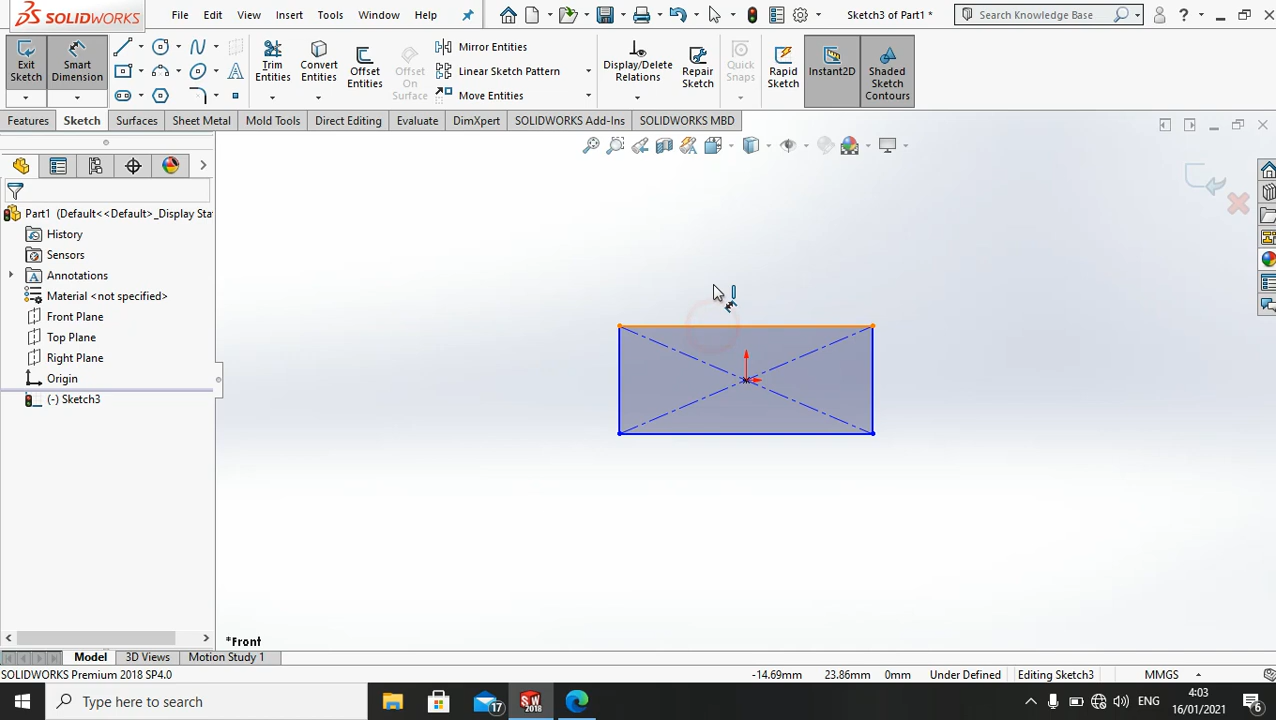 SOLIDWORKS File Edit View Insert Tools Window Help Sketch3 of Part1 * Search Knowledge Base ?
Exit Sketch Smart Dimension Trim Entities Convert Entities Offset Entities Offset On Surface Mirror Entities Linear Sketch Pattern Move Entities Display/Delete Relations Repair Sketch Quick Snaps Rapid Sketch Instant2D Shaded Sketch Contours
Features Sketch Surfaces Sheet Metal Mold Tools Direct Editing Evaluate DimXpert SOLIDWORKS Add-Ins SOLIDWORKS MBD
Part1 (Default<<Default>_Display Sta
History
Sensors
Annotations
Material <not specified>
Front Plane
Top Plane
Right Plane
Origin
(-) Sketch3
*Front
Model 3D Views Motion Study 1
SOLIDWORKS Premium 2018 SP4.0 -14.69mm 23.86mm 0mm Under Defined Editing Sketch3 MMGS
Type here to search 17 SW 2018 ENG 4:03 16/01/2021 6